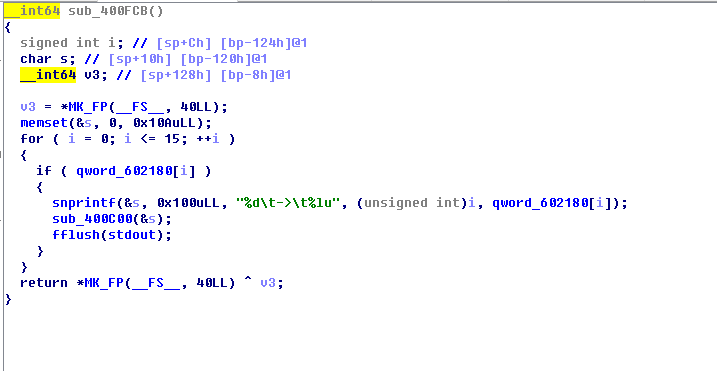 __int64 sub_400FCB()
{
signed int i; // [sp+Ch] [bp-124h]@1
char s; // [sp+10h] [bp-120h]@1
__int64 v3; // [sp+128h] [bp-8h]@1
v3 = *MK_FP(__FS__, 40LL);
memset(&s, 0, 0x10AuLL);
for ( i = 0; i <= 15; ++i )
{
if ( qword_602180[i] )
{
snprintf(&s, 0x100uLL, "%d\t->\t%lu", (unsigned int)i, qword_602180[i]);
sub_400C00(&s);
fflush(stdout);
}
}
return *MK_FP(__FS__, 40LL) ^ v3;
}